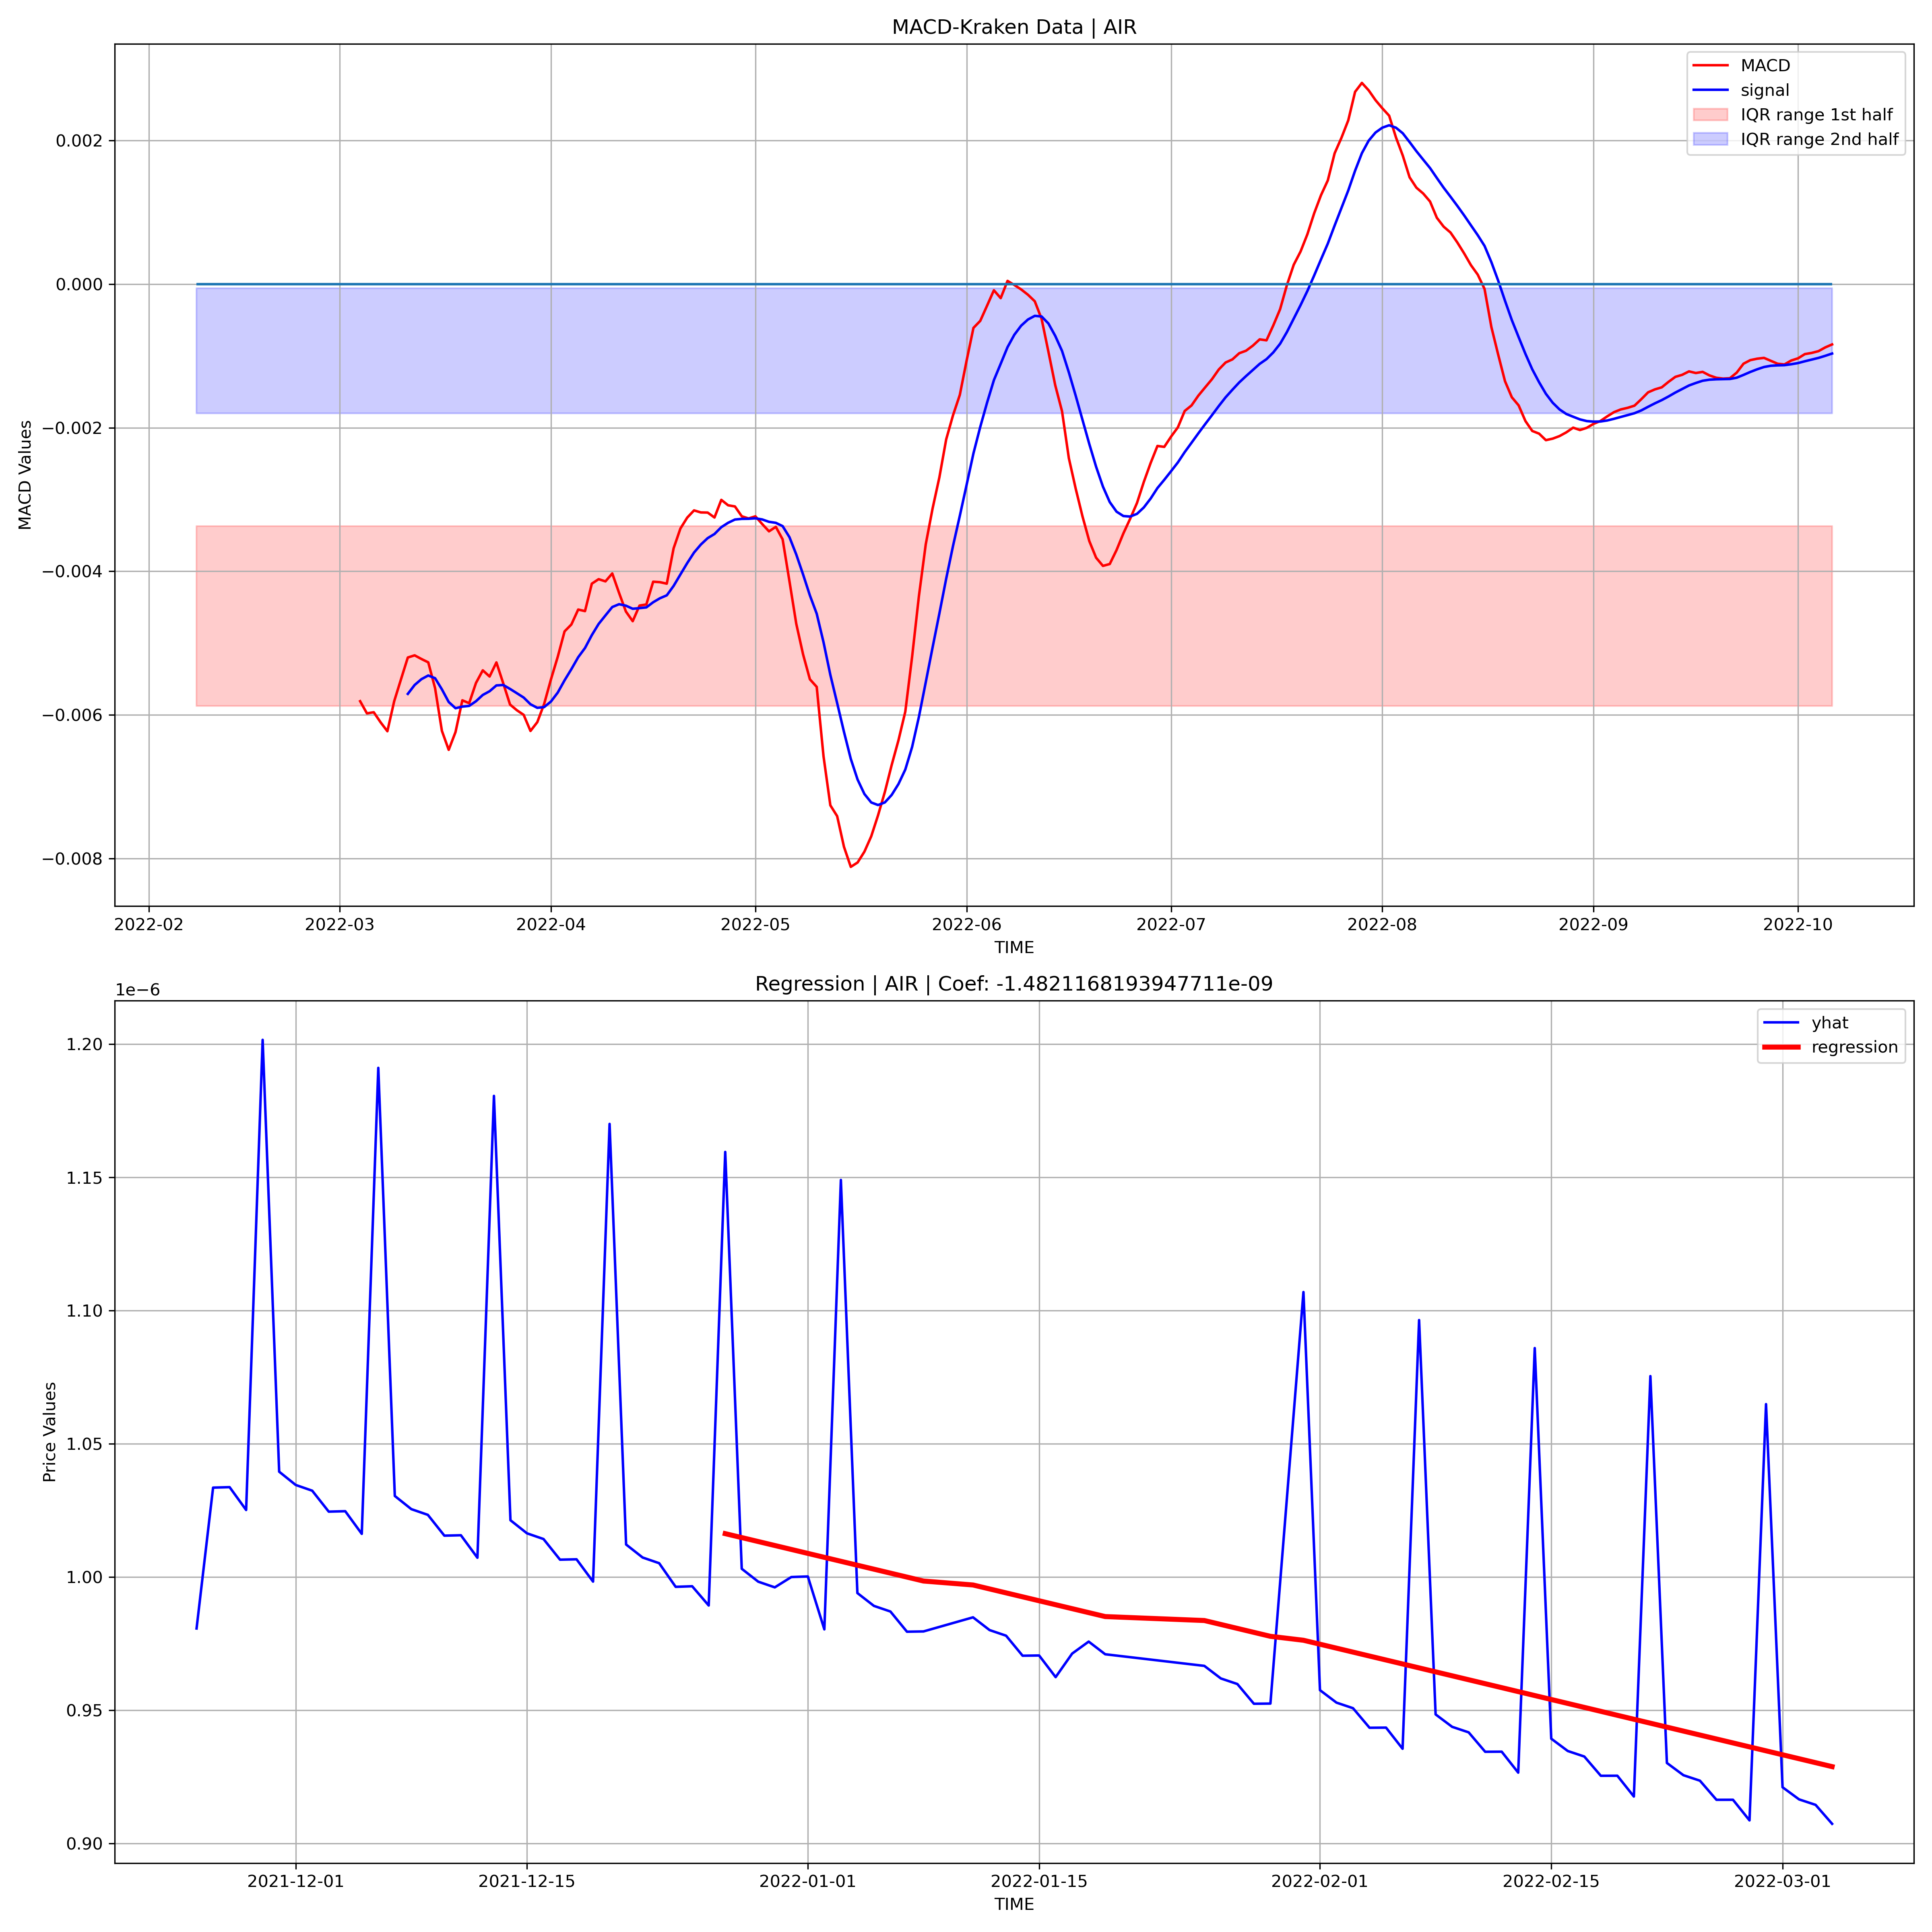 MACD-Kraken Data | AIR
MACD
signal
IQR range 1st half
IQR range 2nd half
0.002
0.000
−0.002
−0.004
−0.006
−0.008
MACD Values
2022-02 2022-03 2022-04 2022-05 2022-06 2022-07 2022-08 2022-09 2022-10
TIME
Regression | AIR | Coef: -1.4821168193947711e-09
1e−6
yhat
regression
1.20
1.15
1.10
1.05
1.00
0.95
0.90
Price Values
2021-12-01 2021-12-15 2022-01-01 2022-01-15 2022-02-01 2022-02-15 2022-03-01
TIME